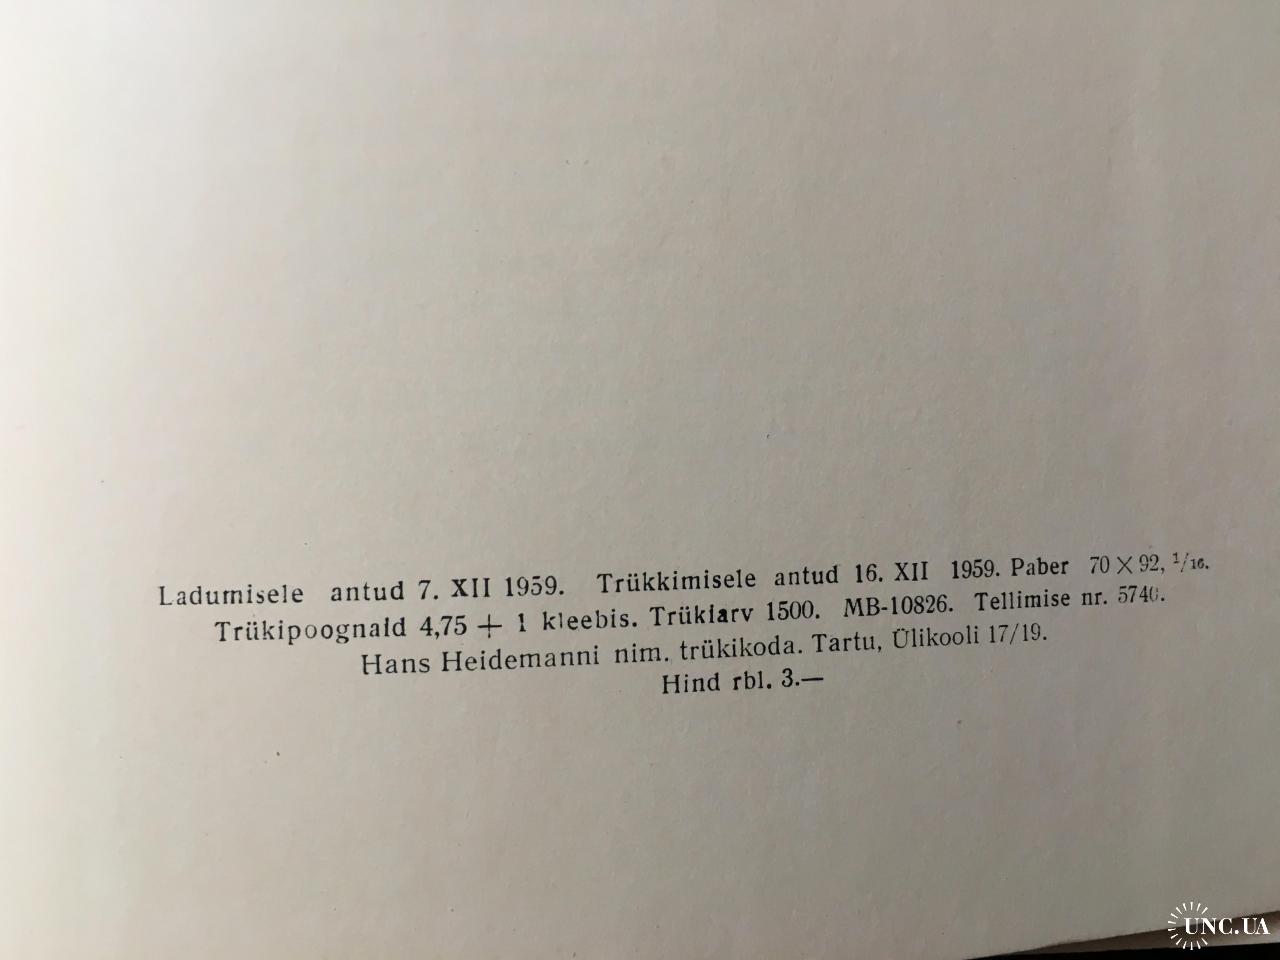 Ladumisele antud 7. XII 1959. Trükkimisele antud 16. XII 1959. Paber 70 × 92, 1/16.
Trükipoognaid 4,75 + 1 kleebis. Trükiarv 1500. MB-10826. Tellimise nr. 5740.
Hans Heidemanni nim. trükikoda. Tartu, Ülikooli 17/19.
Hind rbl. 3.—
UNC.UA